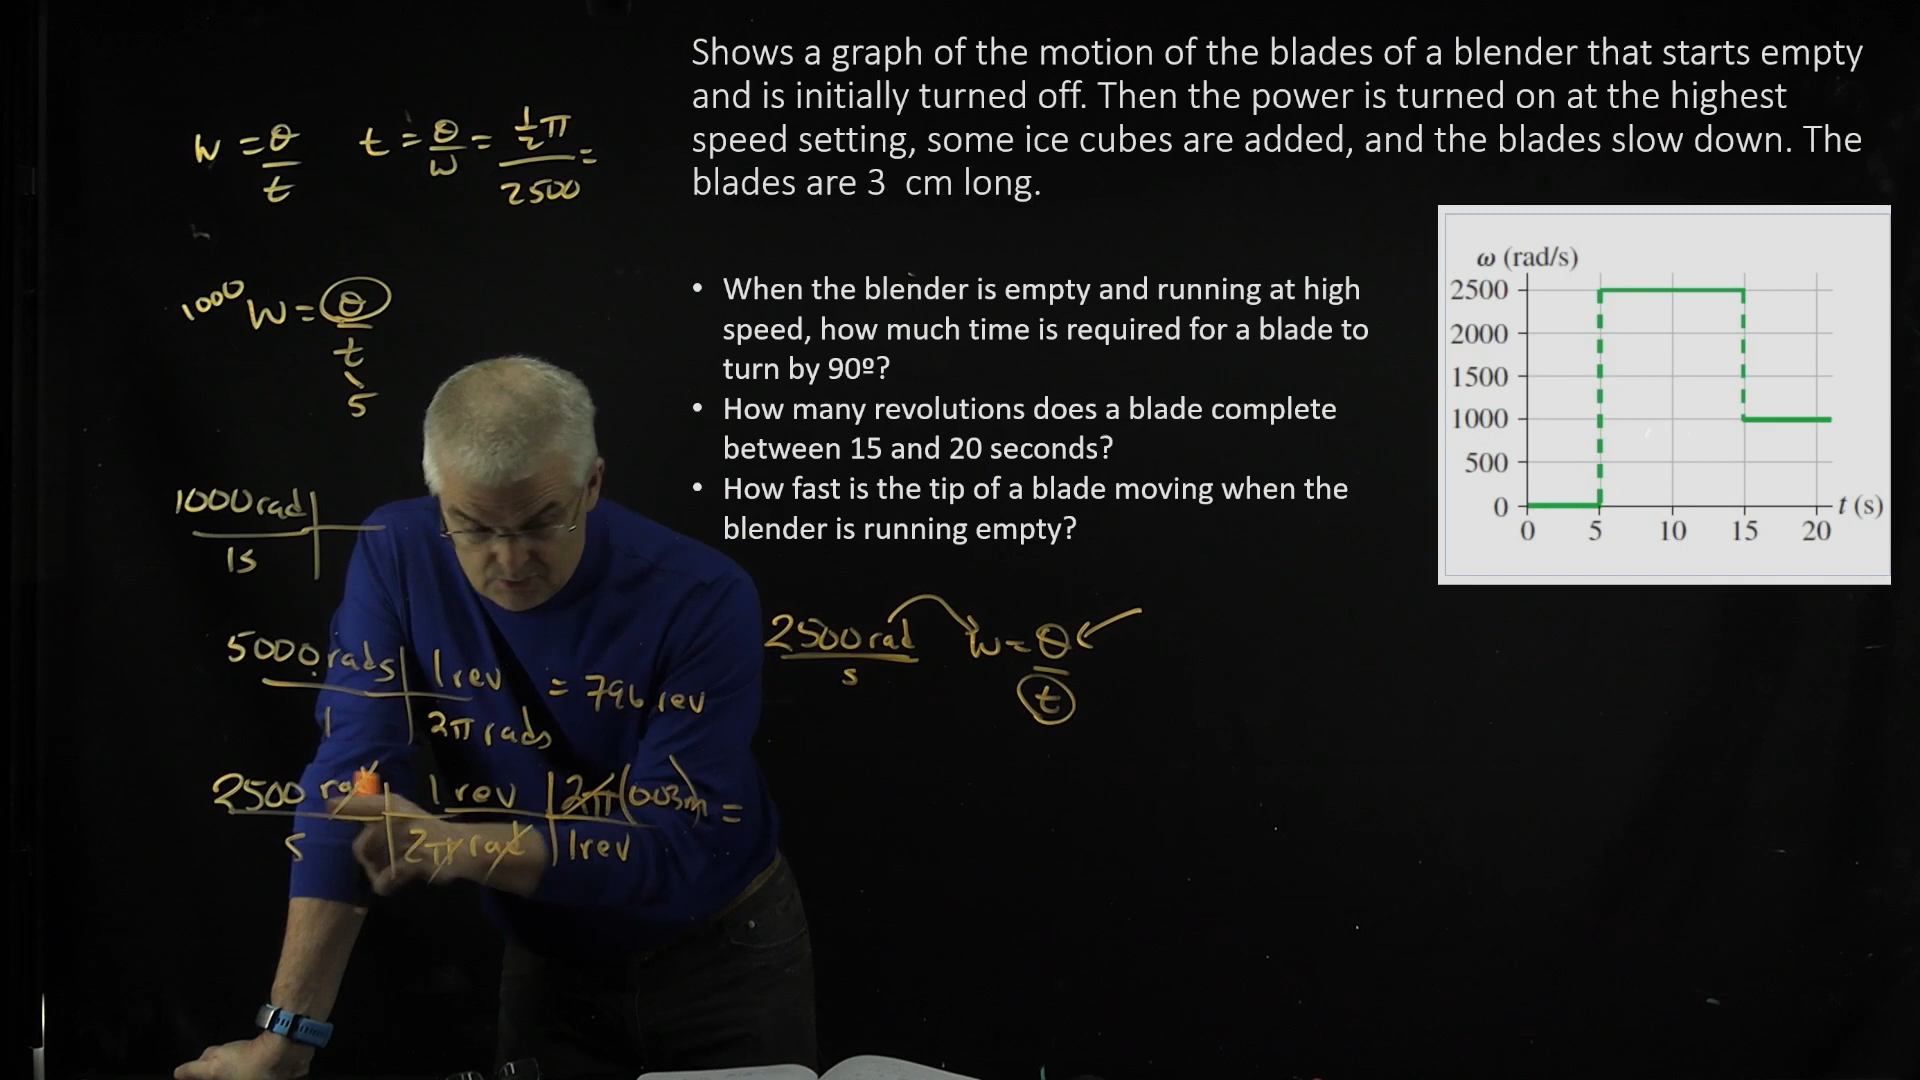 Shows a graph of the motion of the blades of a blender that starts empty
and is initially turned off. Then the power is turned on at the highest
speed setting, some ice cubes are added, and the blades slow down. The
blades are 3 cm long.
• When the blender is empty and running at high
speed, how much time is required for a blade to
turn by 90º?
• How many revolutions does a blade complete
between 15 and 20 seconds?
• How fast is the tip of a blade moving when the
blender is running empty?
ω (rad/s)
2500
2000
1500
1000
500
0
0 5 10 15 20
t (s)
W = θ
t
t = θ = ½π =
W 2500
1000 W = θ
t
5
1000 rad
1s
5000 rads 1 rev = 796 rev
1 2π rads
2500 rad 1 rev 2π (003m) =
s 2π rad 1 rev
2500 rad
s
W = θ
t